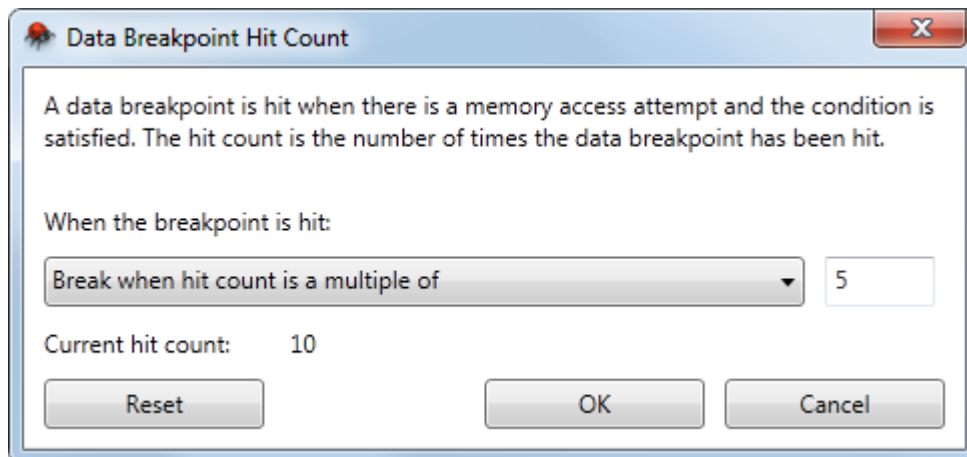 Data Breakpoint Hit Count
A data breakpoint is hit when there is a memory access attempt and the condition is
satisfied. The hit count is the number of times the data breakpoint has been hit.
When the breakpoint is hit:
Break when hit count is a multiple of 5
Current hit count: 10
Reset OK Cancel